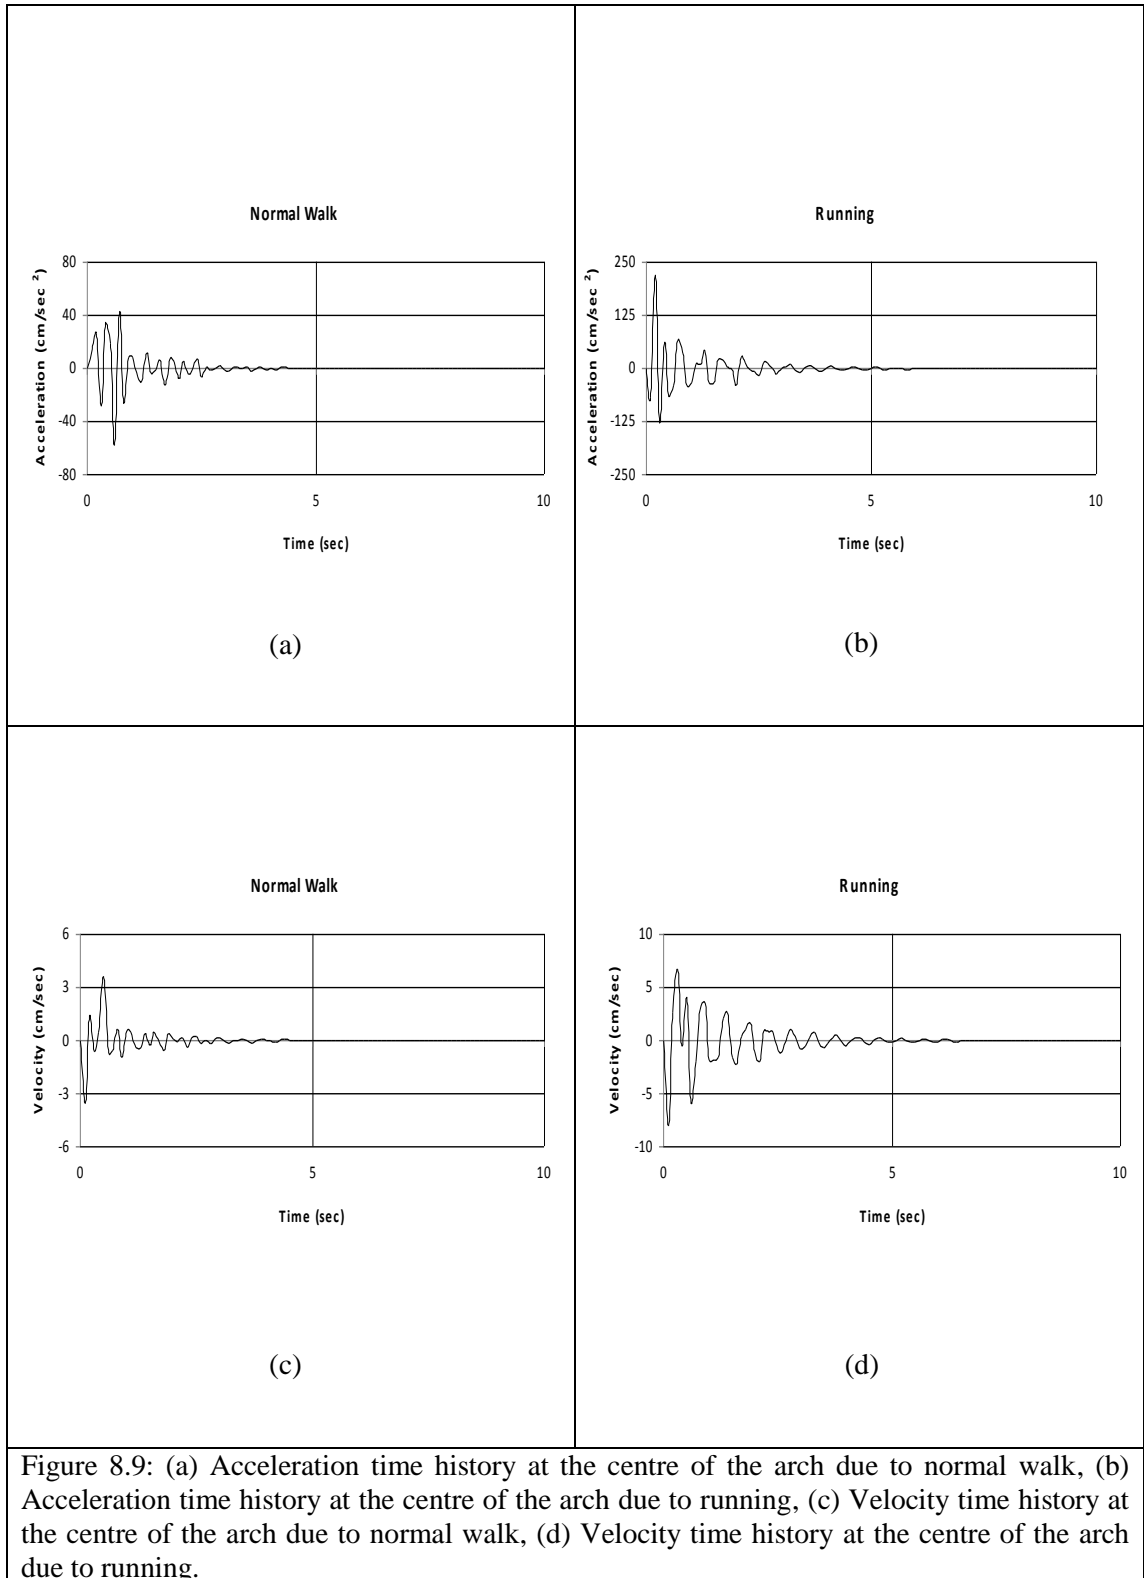 Normal Walk
Acceleration (cm/sec ²)
80
40
0
-40
-80
0 5 10
Time (sec)
(a)
Running
Acceleration (cm/sec ²)
250
125
0
-125
-250
0 5 10
Time (sec)
(b)
Normal Walk
Velocity (cm/sec)
6
3
0
-3
-6
0 5 10
Time (sec)
(c)
Running
Velocity (cm/sec)
10
5
0
-5
-10
0 5 10
Time (sec)
(d)
Figure 8.9: (a) Acceleration time history at the centre of the arch due to normal walk, (b)
Acceleration time history at the centre of the arch due to running, (c) Velocity time history at
the centre of the arch due to normal walk, (d) Velocity time history at the centre of the arch
due to running.